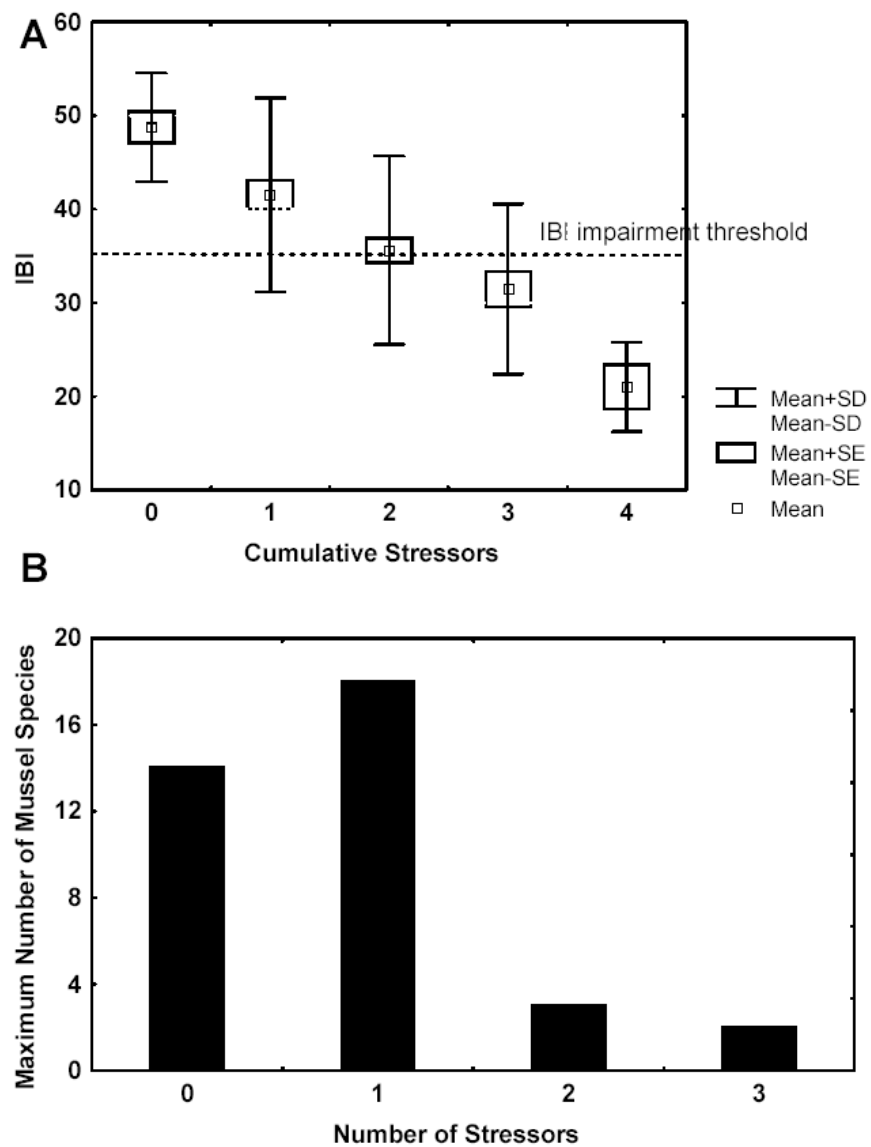 A
60
50
40
30
20
10
IBI
IBI impairment threshold
0 1 2 3 4
Cumulative Stressors
Mean+SD
Mean-SD
Mean+SE
Mean-SE
Mean
B
20
16
12
8
4
0
Maximum Number of Mussel Species
0 1 2 3
Number of Stressors